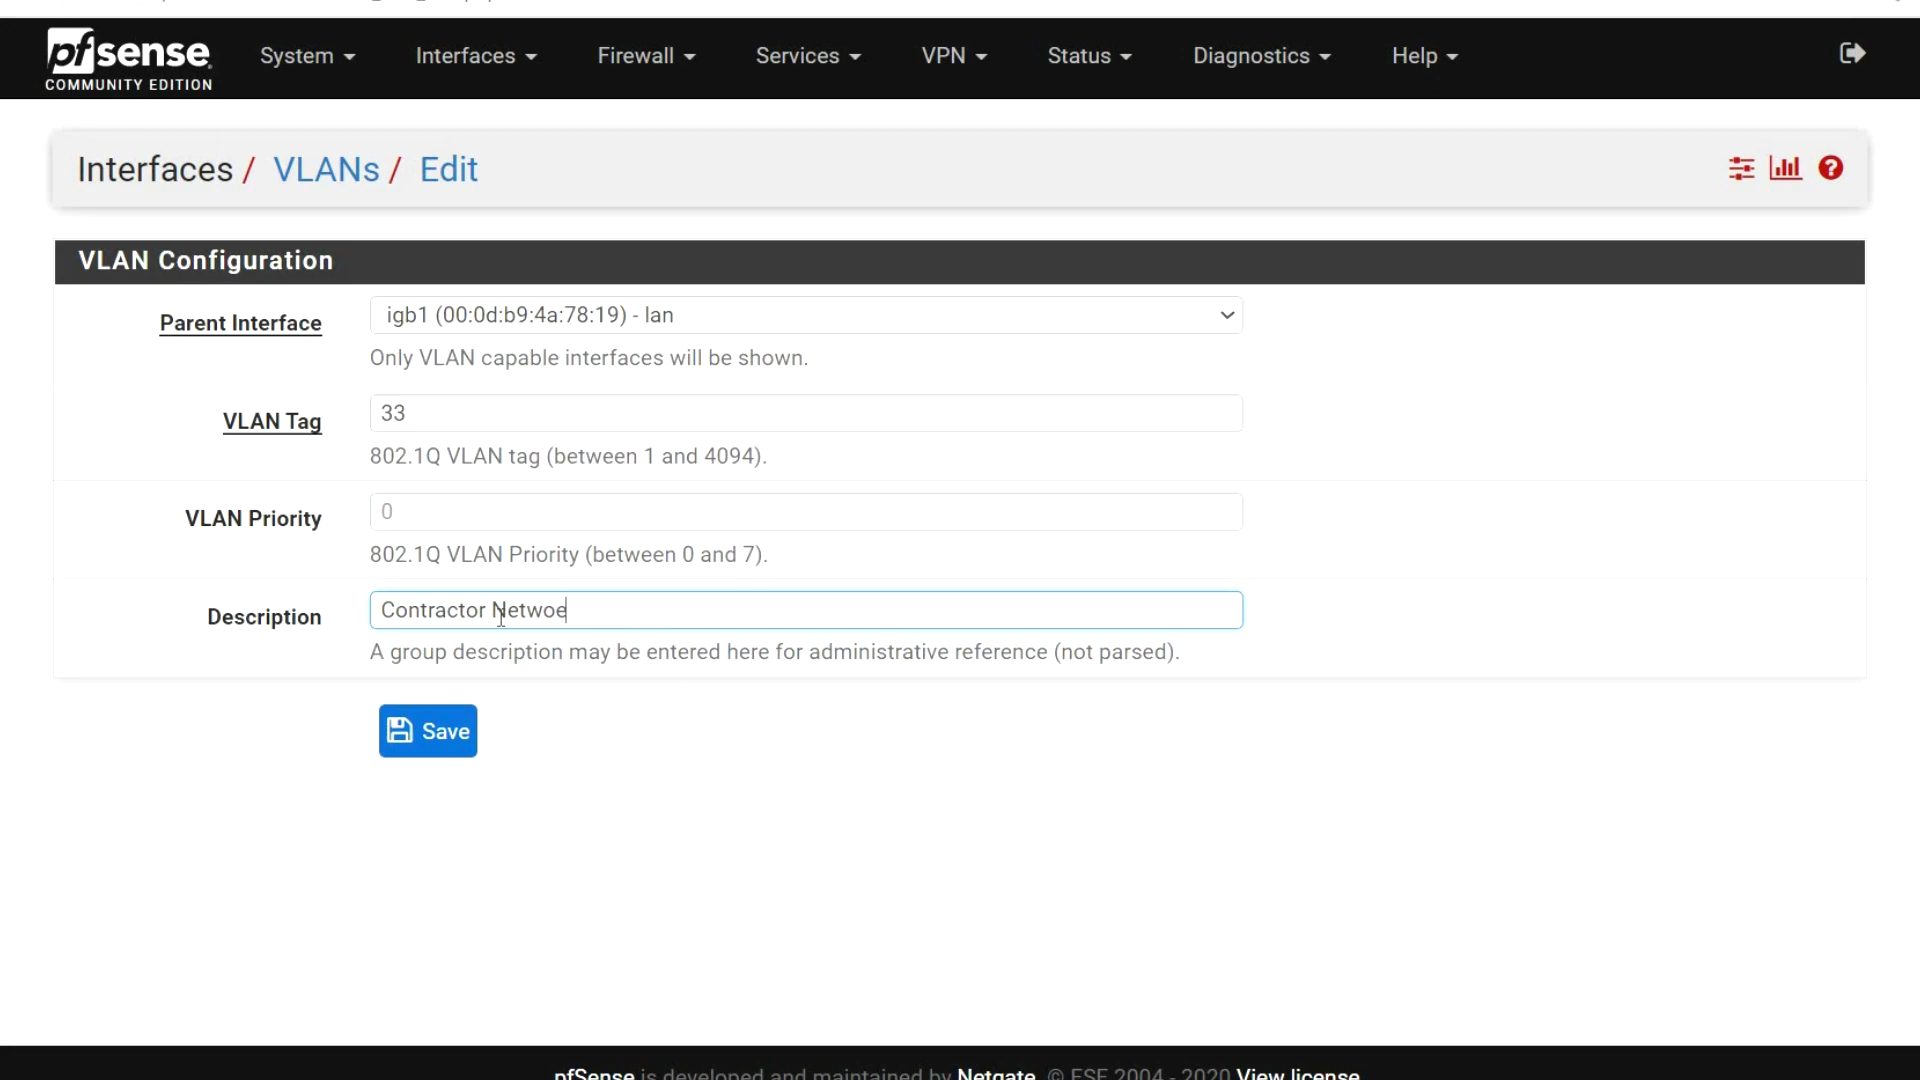 pfsense
COMMUNITY EDITION
System Interfaces Firewall Services VPN Status Diagnostics Help
Interfaces / VLANs / Edit
VLAN Configuration
Parent Interface
igb1 (00:0d:b9:4a:78:19) - lan
Only VLAN capable interfaces will be shown.
VLAN Tag
33
802.1Q VLAN tag (between 1 and 4094).
VLAN Priority
0
802.1Q VLAN Priority (between 0 and 7).
Description
Contractor Netwoe
A group description may be entered here for administrative reference (not parsed).
Save
pfSense is developed and maintained by Netgate. © ESF 2004 - 2020 View license.